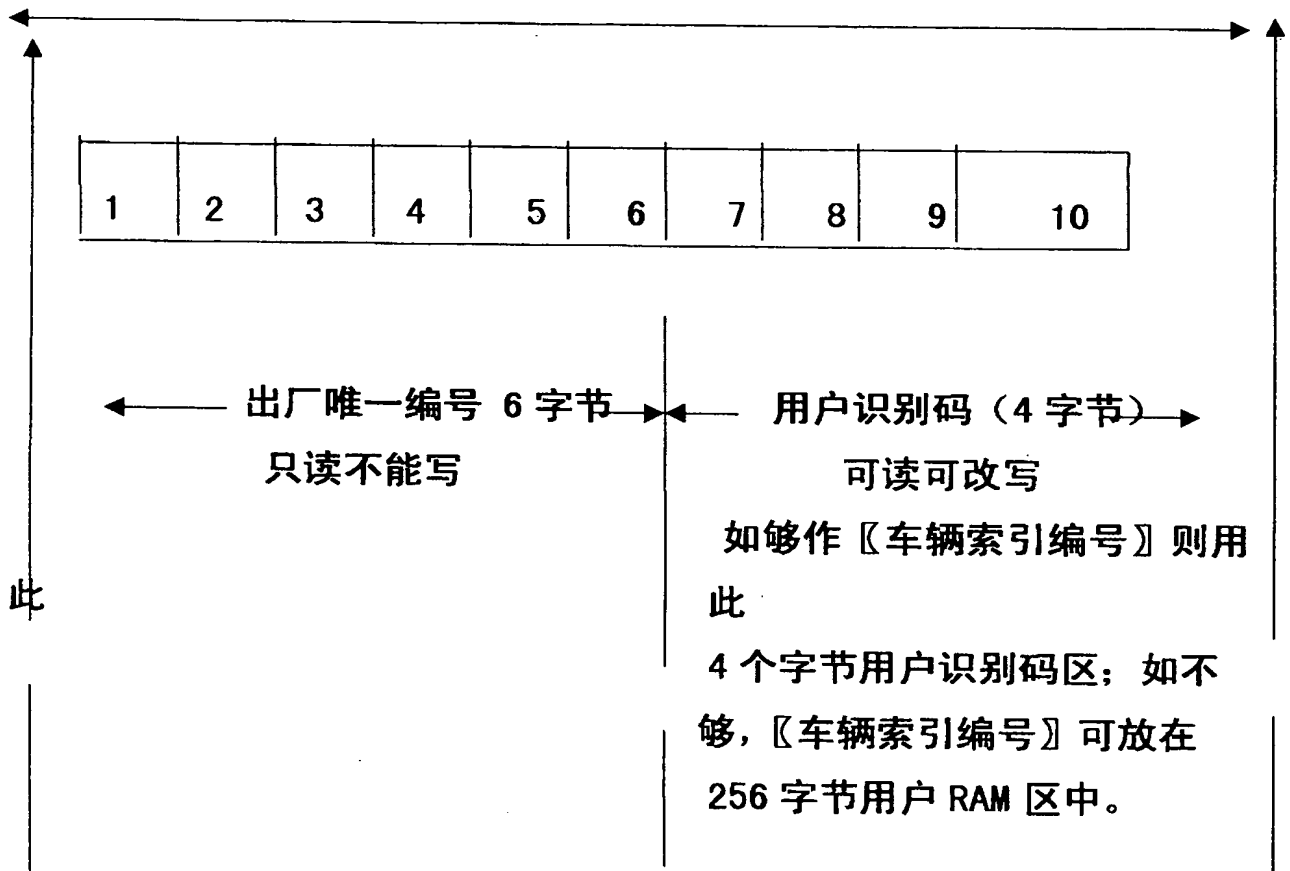 1 2 3 4 5 6 7 8 9 10
出厂唯一编号 6 字节 用户识别码（4 字节）
只读不能写 可读可改写
如够作〖车辆索引编号〗则用
此 此
4 个字节用户识别码区；如不
够，〖车辆索引编号〗可放在
256 字节用户 RAM 区中。